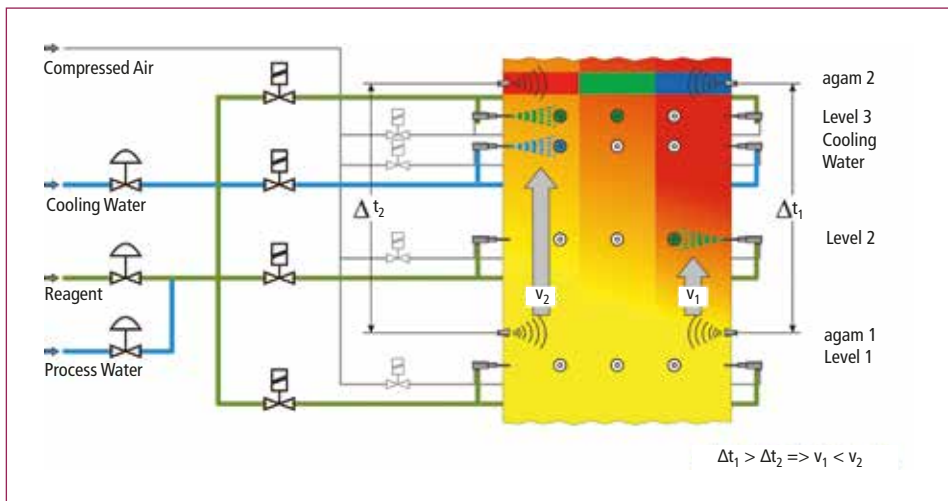 Compressed Air
Cooling Water
Reagent
Process Water
Δt₂
Δt₁
v₂
v₁
agam 2
Level 3
Cooling
Water
Level 2
agam 1
Level 1
Δt₁ > Δt₂ => v₁ < v₂